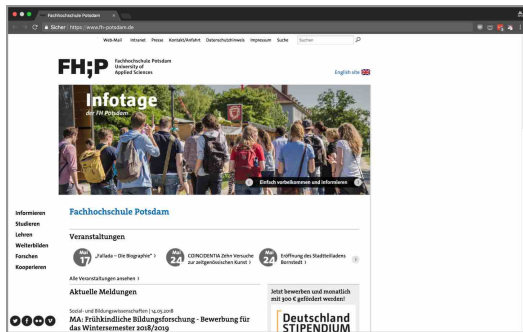 Fachhochschule Potsdam
Sicher | https://www.fh-potsdam.de
Web-Mail Intranet Presse Kontakt/Anfahrt Datenschutzhinweis Impressum Suche Suchen
FH;P Fachhochschule Potsdam
University of
Applied Sciences
English site
Infotage
der FH Potsdam
Einfach vorbeikommen und informieren
Informieren
Studieren
Lehren
Weiterbilden
Forschen
Kooperieren
Fachhochschule Potsdam
Veranstaltungen
Mai 17 „Fallada – Die Biographie“ ›
Mai 24 COINCIDENTIA Zehn Versuche
zur zeitgenössischen Kunst ›
Mai 24 Eröffnung des Stadtteilladens
Bornstedt ›
Alle Veranstaltungen ansehen ›
Aktuelle Meldungen
Sozial- und Bildungswissenschaften | 14.05.2018
MA: Frühkindliche Bildungsforschung - Bewerbung für
das Wintersemester 2018/2019
Jetzt bewerben und monatlich
mit 300 € gefördert werden!
Deutschland
STIPENDIUM